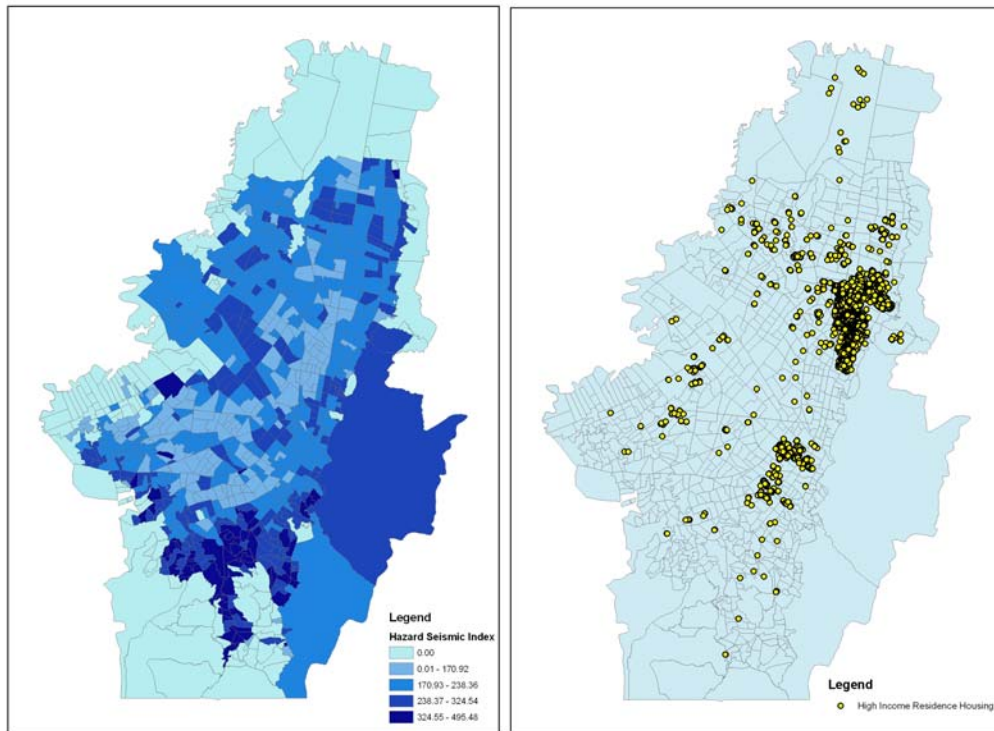 Legend
Hazard Seismic Index
0.00
0.01 - 170.92
170.93 - 238.36
238.37 - 324.54
324.55 - 495.48
Legend
High Income Residence Housing